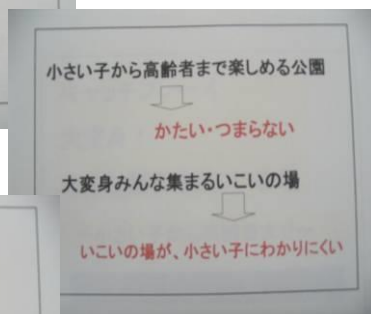 小さい子から高齢者まで楽しめる公園
かたい・つまらない
大変身みんな集まるいこいの場
いこいの場が、小さい子にわかりにくい